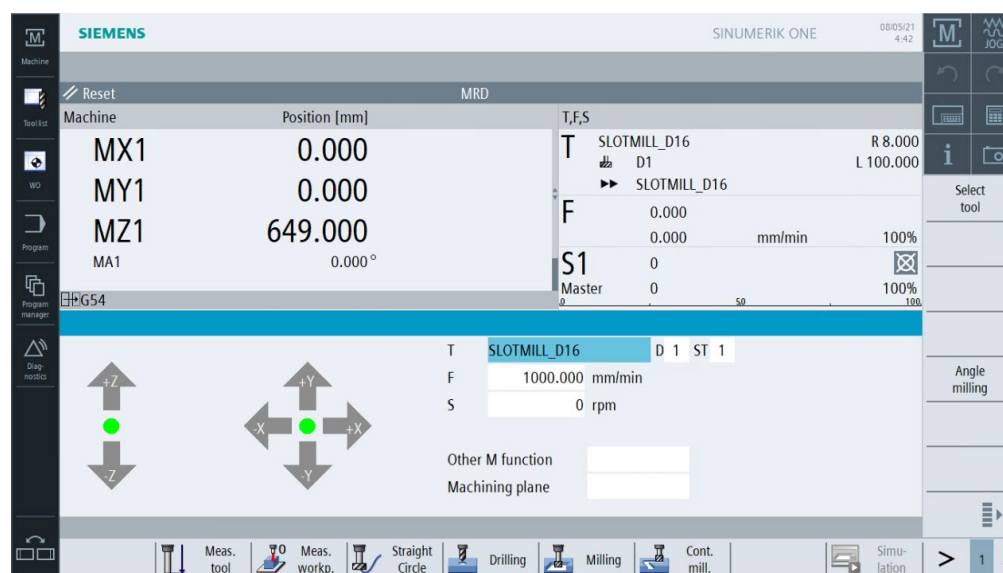 SIEMENS
SINUMERIK ONE
08/05/21
4:42
M
Machine
Tool list
WO
Program
Program
manager
Diag-
nostics
Reset
MRD
Machine Position [mm]
MX1 0.000
MY1 0.000
MZ1 649.000
MA1 0.000°
G54
T,F,S
T SLOTMILL_D16 R 8.000
D1 L 100.000
SLOTMILL_D16
F 0.000
0.000 mm/min 100%
S1 0
Master 0 100%
0 50 100
T SLOTMILL_D16 D 1 ST 1
F 1000.000 mm/min
S 0 rpm
Other M function
Machining plane
+Z
-Z
+Y
-X +X
-Y
M JOG
i
Select
tool
Angle
milling
Meas.
tool
T0 Meas.
workp.
Straight
Circle
Drilling
Milling
Cont.
mill.
Simu-
lation
> 1